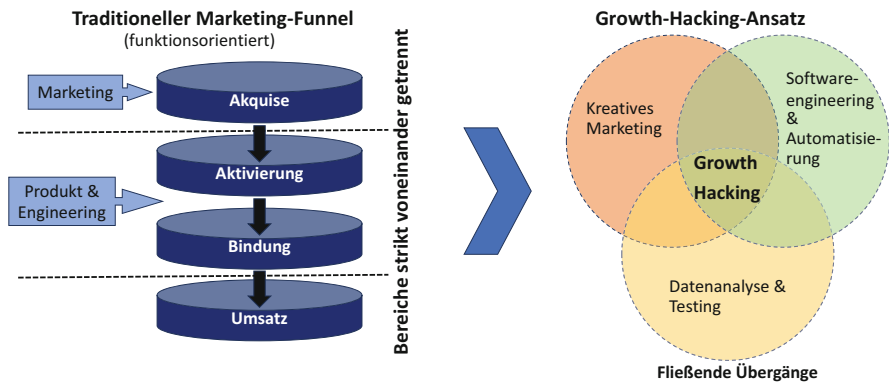 Traditioneller Marketing-Funnel
(funktionsorientiert)
Marketing
Akquise
Aktivierung
Produkt &
Engineering
Bindung
Umsatz
Bereiche strikt voneinander getrennt
Growth-Hacking-Ansatz
Kreatives
Marketing
Software-
engineering
&
Automatisie-
rung
Growth
Hacking
Datenanalyse &
Testing
Fließende Übergänge